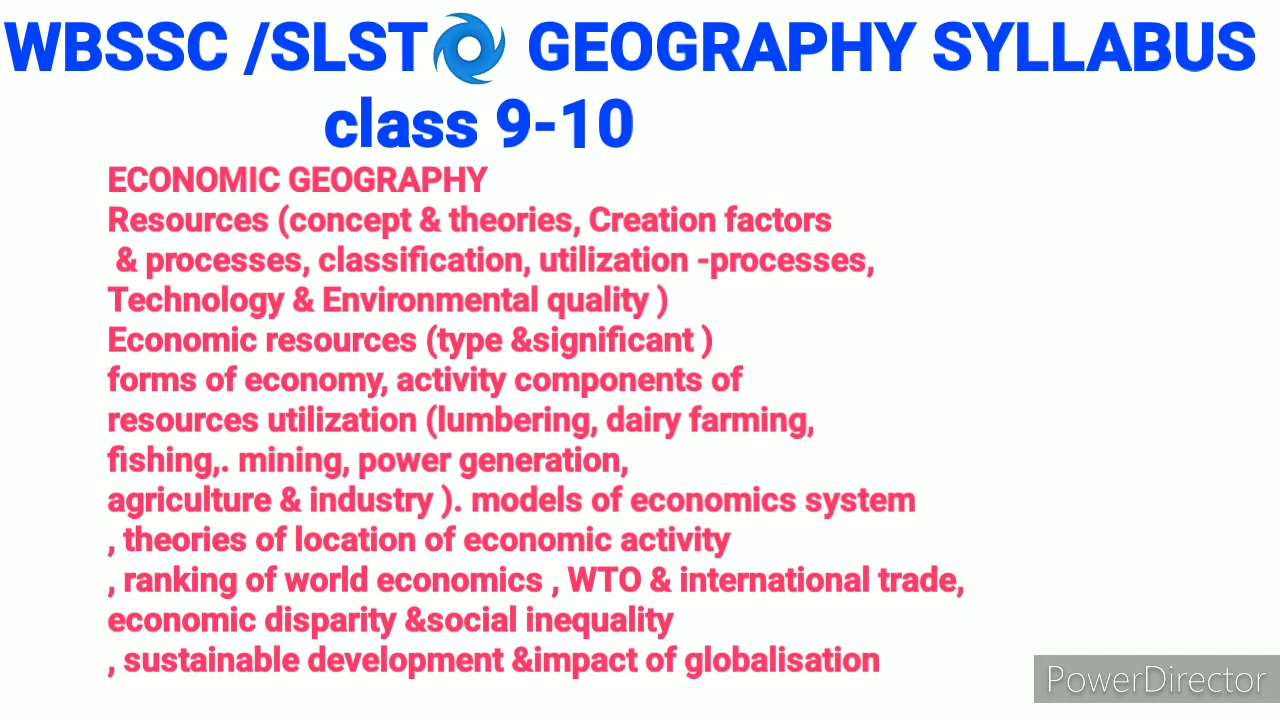 WBSSC /SLST🌀 GEOGRAPHY SYLLABUS
class 9-10
ECONOMIC GEOGRAPHY
Resources (concept & theories, Creation factors
& processes, classification, utilization -processes,
Technology & Environmental quality )
Economic resources (type &significant )
forms of economy, activity components of
resources utilization (lumbering, dairy farming,
fishing,. mining, power generation,
agriculture & industry ). models of economics system
, theories of location of economic activity
, ranking of world economics , WTO & international trade,
economic disparity &social inequality
, sustainable development &impact of globalisation
PowerDirector